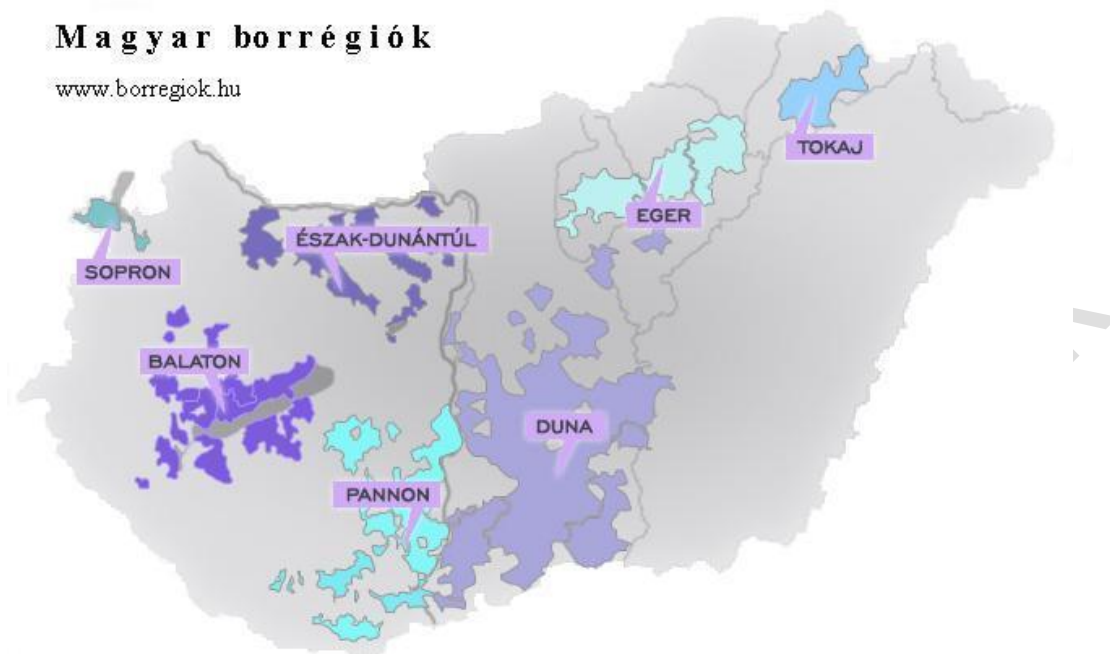 Magyar borrégiók
www.borregiok.hu
TOKAJ
EGER
ÉSZAK-DUNÁNTÚL
SOPRON
BALATON
DUNA
PANNON